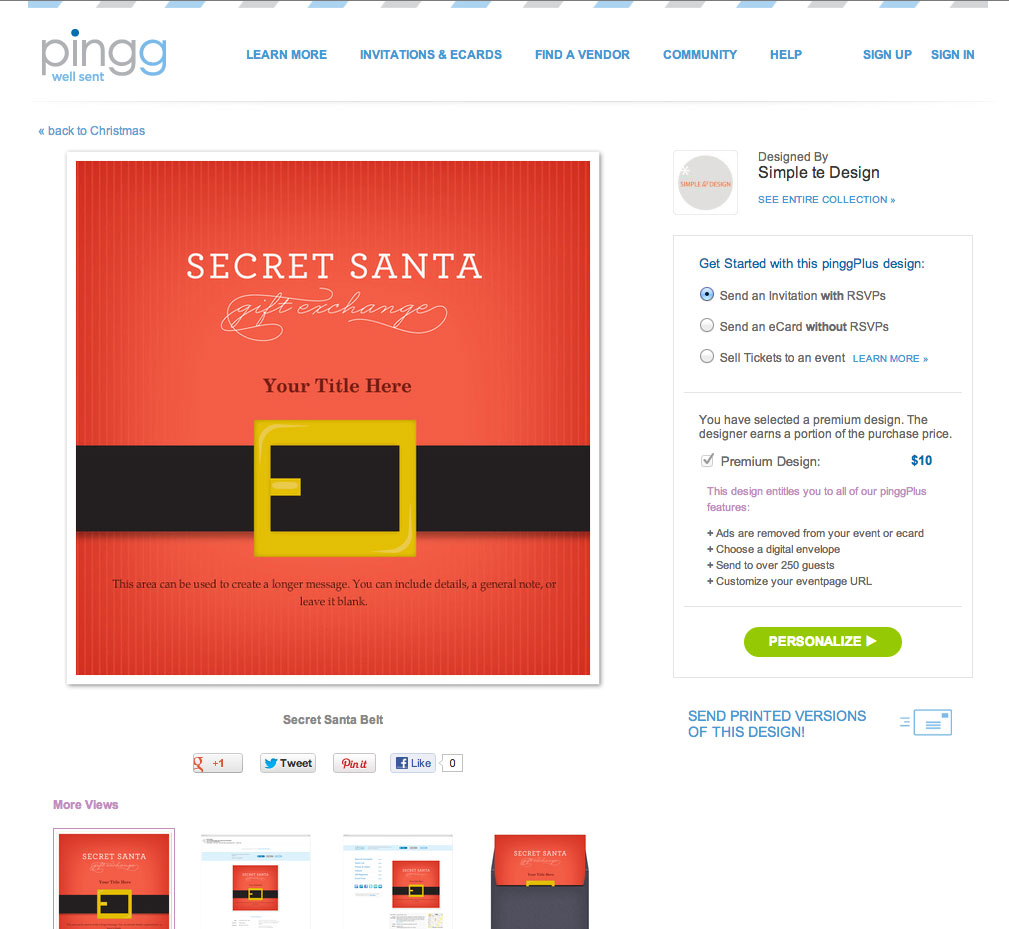 pingg
well sent
LEARN MORE INVITATIONS & ECARDS FIND A VENDOR COMMUNITY HELP SIGN UP SIGN IN
« back to Christmas
SECRET SANTA
gift exchange
Your Title Here
This area can be used to create a longer message. You can include details, a general note, or
leave it blank.
Secret Santa Belt
+1 Tweet Pin it Like 0
More Views
SECRET SANTA
gift exchange
Your Title Here
SECRET SANTA
SECRET SANTA
SECRET SANTA
gift exchange
Your Title Here
SIMPLE te DESIGN
Designed By
Simple te Design
SEE ENTIRE COLLECTION »
Get Started with this pinggPlus design:
Send an Invitation with RSVPs
Send an eCard without RSVPs
Sell Tickets to an event LEARN MORE »
You have selected a premium design. The
designer earns a portion of the purchase price.
Premium Design: $10
This design entitles you to all of our pinggPlus
features:
+ Ads are removed from your event or ecard
+ Choose a digital envelope
+ Send to over 250 guests
+ Customize your eventpage URL
PERSONALIZE
SEND PRINTED VERSIONS
OF THIS DESIGN!